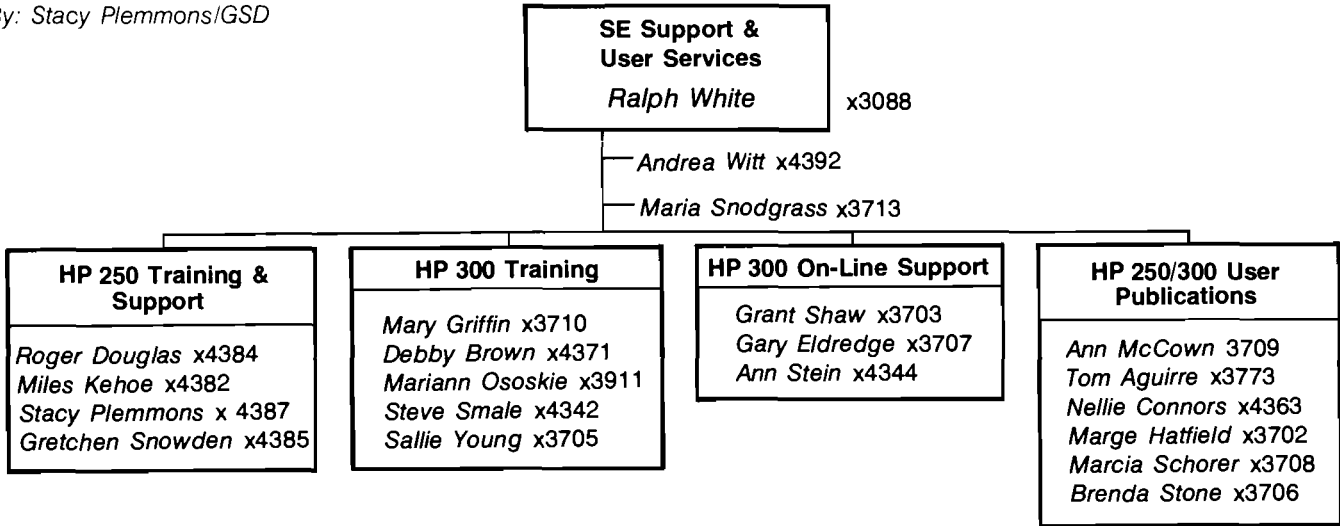 By: Stacy Plemmons/GSD
SE Support &
User Services
Ralph White x3088
Andrea Witt x4392
Maria Snodgrass x3713
HP 250 Training &
Support
Roger Douglas x4384
Miles Kehoe x4382
Stacy Plemmons x 4387
Gretchen Snowden x4385
HP 300 Training
Mary Griffin x3710
Debby Brown x4371
Mariann Ososkie x3911
Steve Smale x4342
Sallie Young x3705
HP 300 On-Line Support
Grant Shaw x3703
Gary Eldredge x3707
Ann Stein x4344
HP 250/300 User
Publications
Ann McCown 3709
Tom Aguirre x3773
Nellie Connors x4363
Marge Hatfield x3702
Marcia Schorer x3708
Brenda Stone x3706